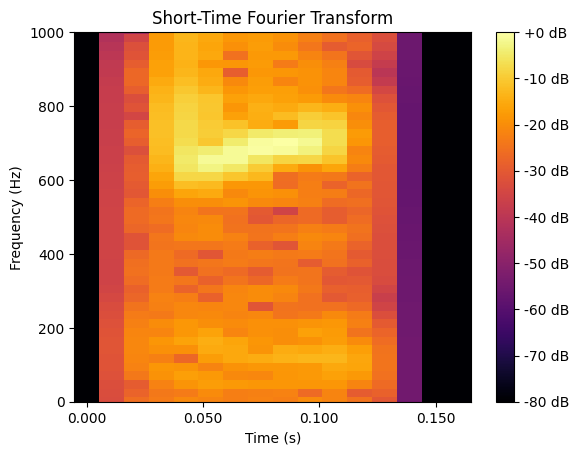 Short-Time Fourier Transform
1000
800
600
400
200
0
Frequency (Hz)
0.000
0.050
0.100
0.150
Time (s)
+0 dB
-10 dB
-20 dB
-30 dB
-40 dB
-50 dB
-60 dB
-70 dB
-80 dB